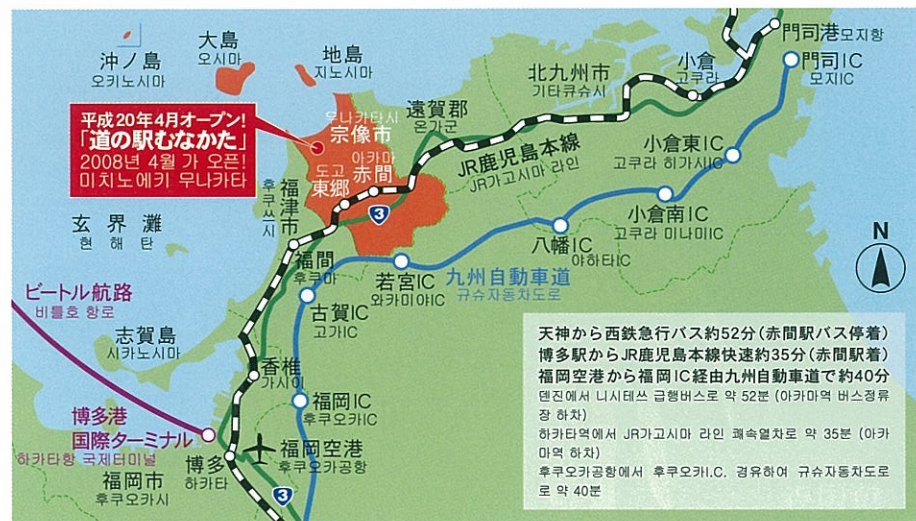 沖ノ島
오키노시마
大島
오시마
地島
지노시마
平成20年4月オープン!
「道の駅むなかた」
2008년 4월 가 오픈!
미치노에키 무나카타
무나카타시
宗像市
아카마
赤間
도고
東郷
遠賀郡
온가군
北九州市
기타큐슈시
小倉
고쿠라
門司港 모지항
門司IC
모지IC
JR鹿児島本線
JR가고시마 라인
小倉東IC
고쿠라 히가시IC
小倉南IC
고쿠라 미나미IC
八幡IC
야하타IC
九州自動車道
규슈자동차도로
若宮IC
와카미야IC
福津市
후쿠쓰시
3
玄界灘
현해탄
福間
후쿠마
古賀IC
고가IC
ビートル航路
비틀호 항로
志賀島
시카노시마
香椎
가시이
福岡IC
후쿠오카IC
博多港
国際ターミナル
하카타항 국제터미널
博多
하카타
福岡空港
후쿠오카공항
福岡市
후쿠오카시
3
N
天神から西鉄急行バス約52分(赤間駅バス停着)
博多駅からJR鹿児島本線快速約35分(赤間駅着)
福岡空港から福岡IC経由九州自動車道で約40分
덴진에서 니시테쓰 급행버스로 약 52분 (아카마역 버스정류
장 하차)
하카타역에서 JR가고시마 라인 쾌속열차로 약 35분 (아카
마역 하차)
후쿠오카공항에서 후쿠오카I.C. 경유하여 규슈자동차도로
로 약 40분